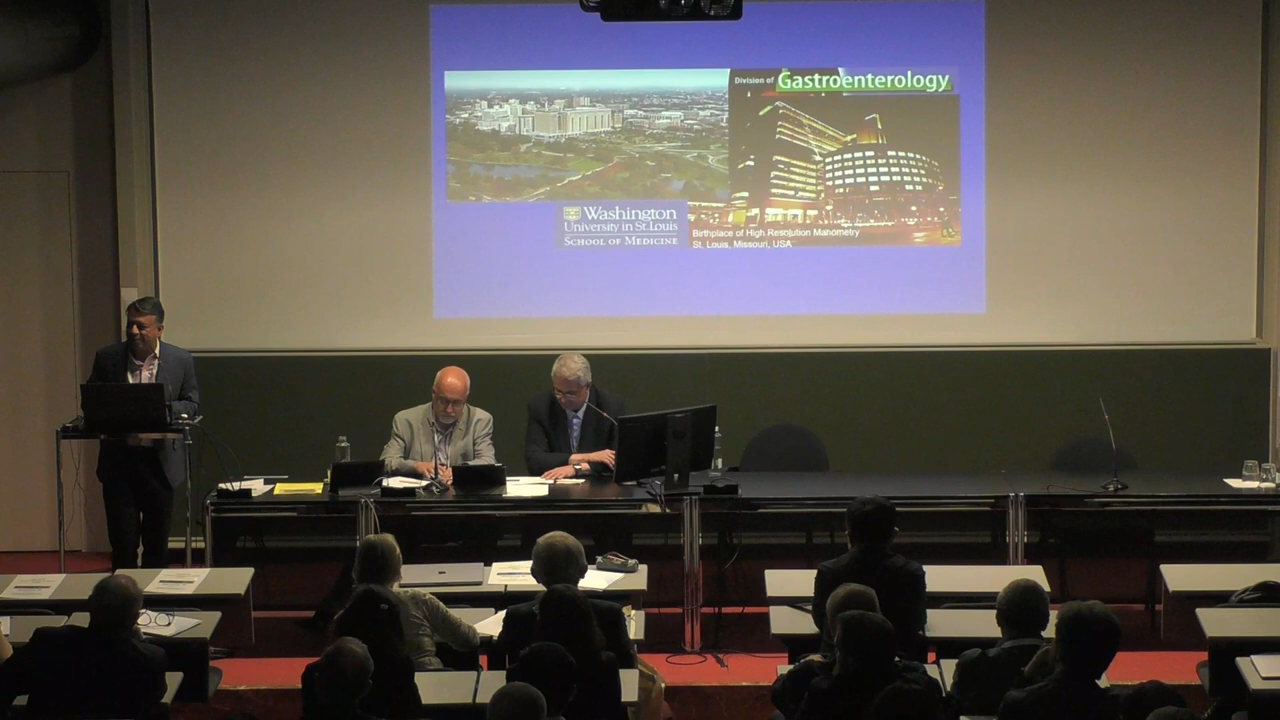 Division of Gastroenterology
Washington
University in St. Louis
SCHOOL OF MEDICINE
Birthplace of High Resolution Manometry
St. Louis, Missouri, USA